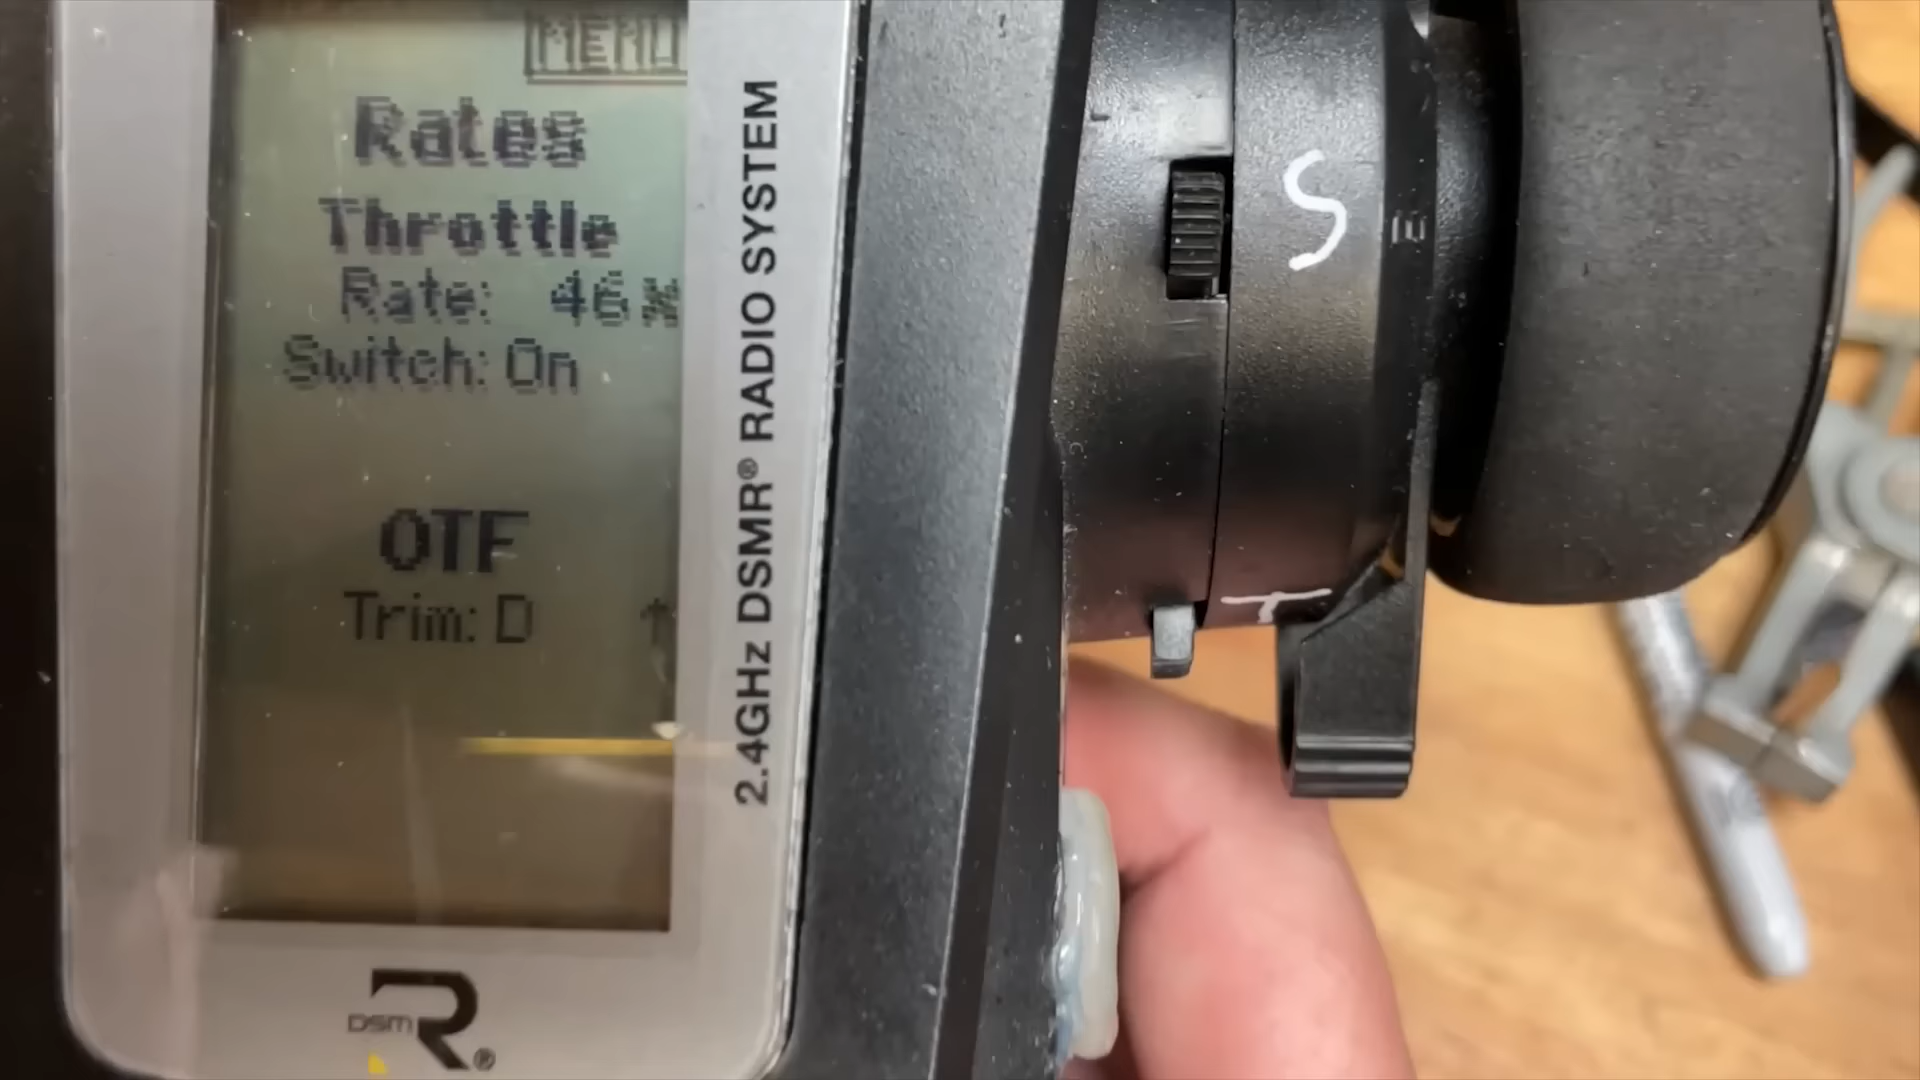 MENU
Rates
Throttle
Rate: 46%
Switch: On
OTF
Trim: D ↑
2.4GHz DSMR® RADIO SYSTEM
S
T
DSM R®